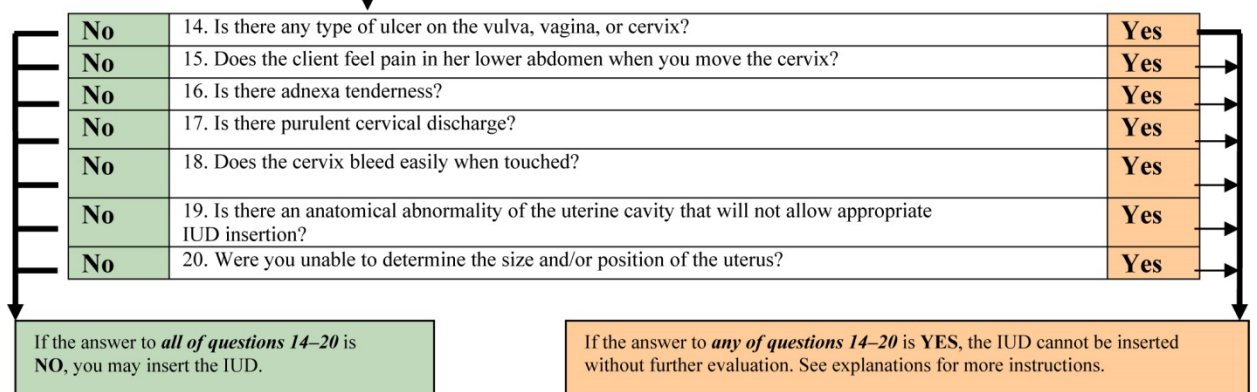 No 14. Is there any type of ulcer on the vulva, vagina, or cervix? Yes
No 15. Does the client feel pain in her lower abdomen when you move the cervix? Yes
No 16. Is there adnexa tenderness? Yes
No 17. Is there purulent cervical discharge? Yes
No 18. Does the cervix bleed easily when touched? Yes
No 19. Is there an anatomical abnormality of the uterine cavity that will not allow appropriate Yes
IUD insertion?
No 20. Were you unable to determine the size and/or position of the uterus? Yes
If the answer to all of questions 14–20 is
NO, you may insert the IUD.
If the answer to any of questions 14–20 is YES, the IUD cannot be inserted
without further evaluation. See explanations for more instructions.